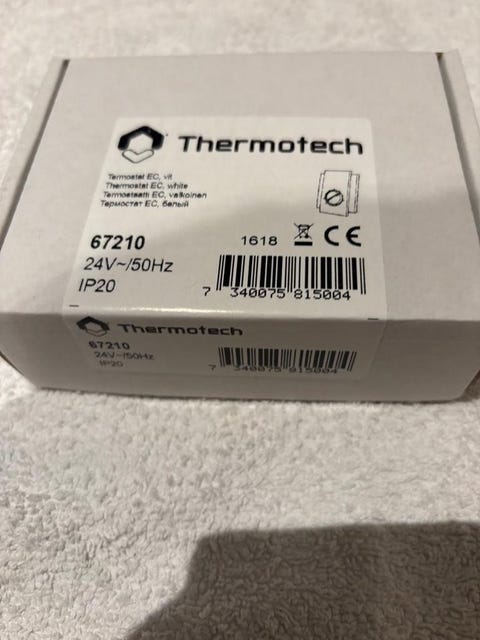 Thermotech
Termostat EC, vit
Thermostat EC, white
Termostaatti EC, valkoinen
Термостат EC, белый
67210
1618
CE
24V~/50Hz
IP20
7 340075 815004
Thermotech
67210
24V~/50Hz
IP20
7 340075 815004